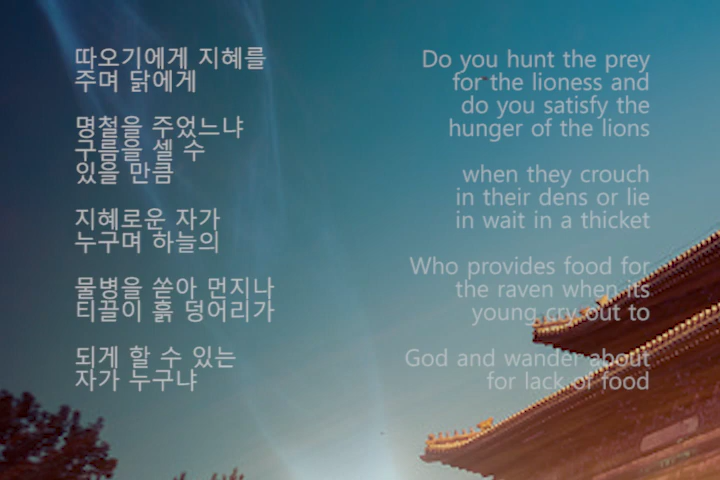 따오기에게 지혜를
주며 닭에게
명철을 주었느냐
구름을 셀 수
있을 만큼
지혜로운 자가
누구며 하늘의
물병을 쏟아 먼지나
티끌이 흙 덩어리가
되게 할 수 있는
자가 누구냐
Do you hunt the prey
for the lioness and
do you satisfy the
hunger of the lions
when they crouch
in their dens or lie
in wait in a thicket
Who provides food for
the raven when its
young cry out to
God and wander about
for lack of food